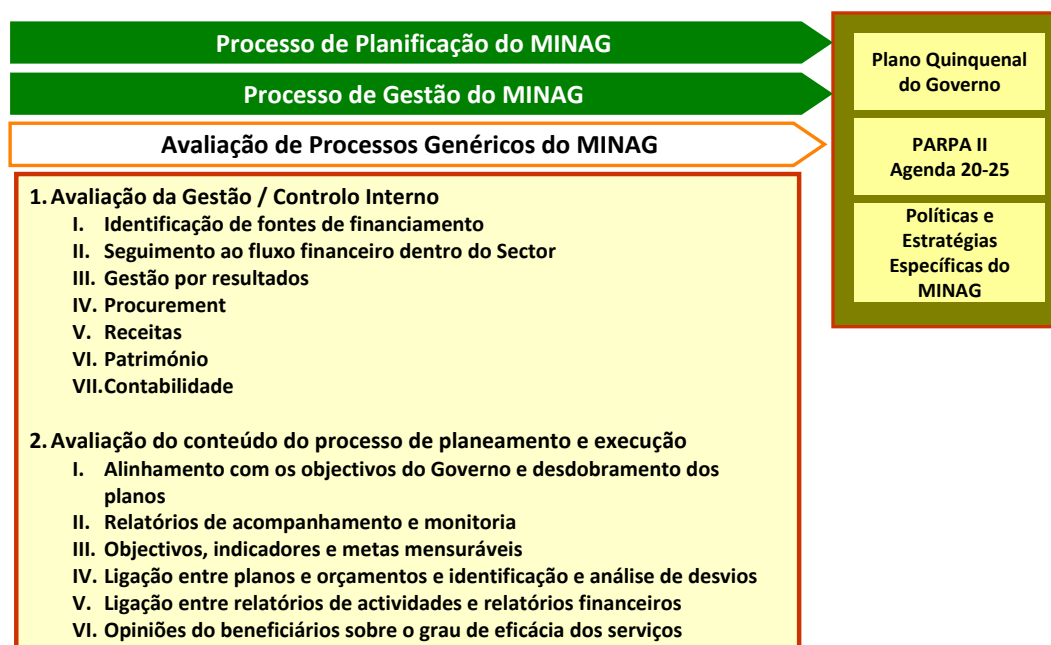 Processo de Planificação do MINAG
Processo de Gestão do MINAG
Avaliação de Processos Genéricos do MINAG
1. Avaliação da Gestão / Controlo Interno
I. Identificação de fontes de financiamento
II. Seguimento ao fluxo financeiro dentro do Sector
III. Gestão por resultados
IV. Procurement
V. Receitas
VI. Património
VII.Contabilidade
2. Avaliação do conteúdo do processo de planeamento e execução
I. Alinhamento com os objectivos do Governo e desdobramento dos
planos
II. Relatórios de acompanhamento e monitoria
III. Objectivos, indicadores e metas mensuráveis
IV. Ligação entre planos e orçamentos e identificação e análise de desvios
V. Ligação entre relatórios de actividades e relatórios financeiros
VI. Opiniões do beneficiários sobre o grau de eficácia dos serviços
Plano Quinquenal
do Governo
PARPA II
Agenda 20-25
Políticas e
Estratégias
Específicas do
MINAG